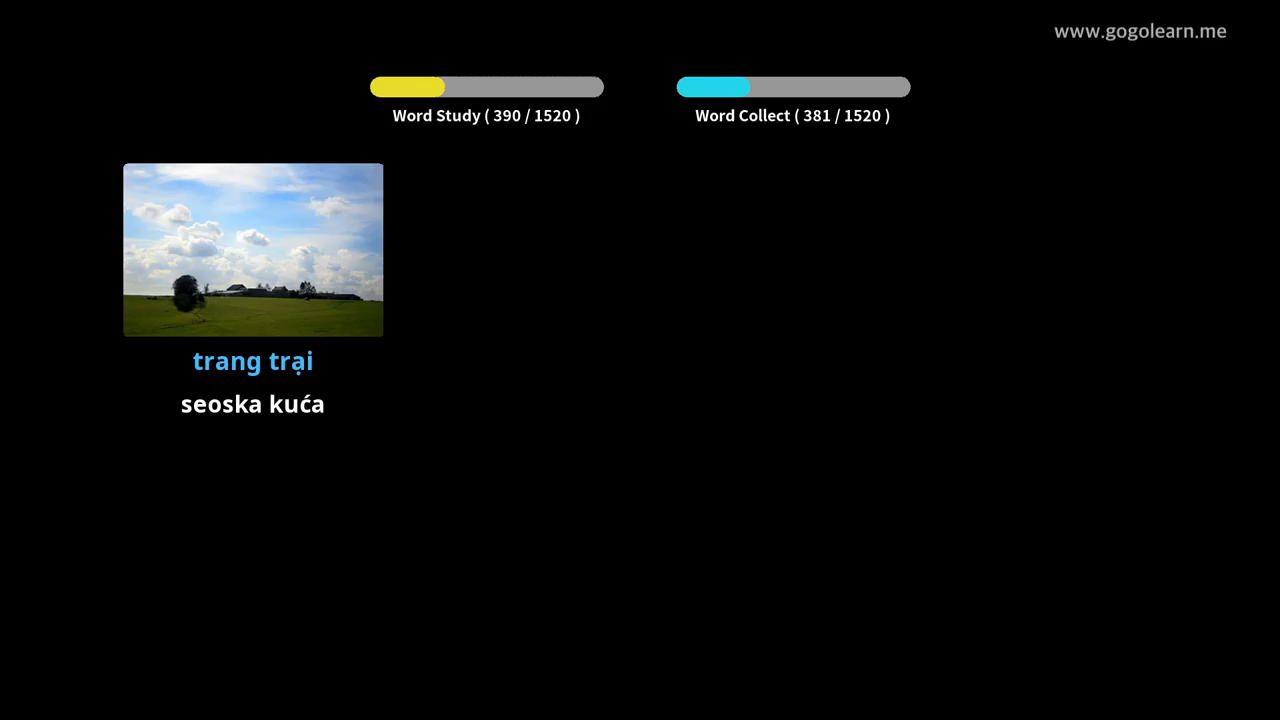 www.gogolearn.me
Word Study ( 390 / 1520 )
Word Collect ( 381 / 1520 )
trang trại
seoska kuća